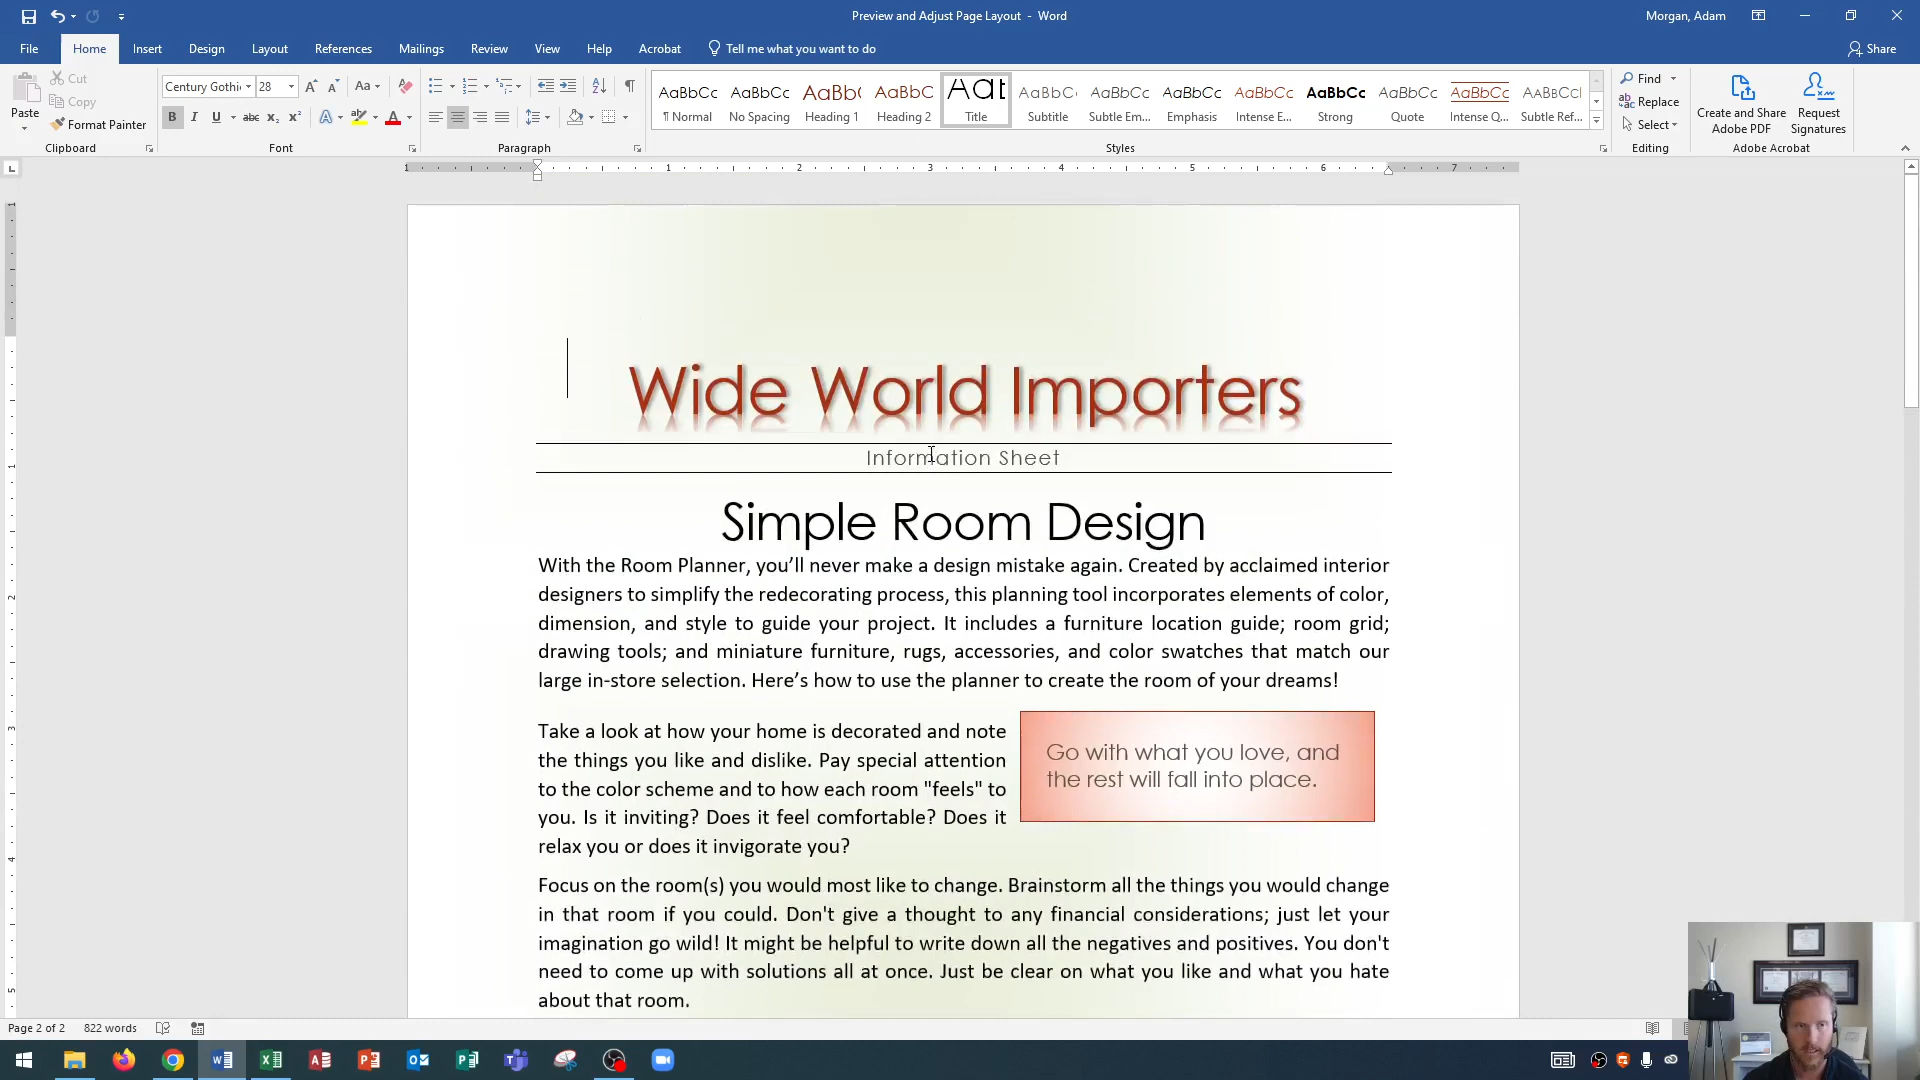 Preview and Adjust Page Layout - Word
Morgan, Adam
File Home Insert Design Layout References Mailings Review View Help Acrobat Tell me what you want to do
Share
Paste
Cut
Copy
Format Painter
Clipboard
Century Gothi 28
Aa
B I U abc x₂ x²
Font
Paragraph
AaBbCc AaBbCc AaBb( AaBbC AaBbCc AaBbCc AaBbCc AaBbCc AaBbCc AaBbCc AaBbCc AABBCC
¶ Normal No Spacing Heading 1 Heading 2 Title Subtitle Subtle Em... Emphasis Intense E... Strong Quote Intense Q... Subtle Ref...
Styles
Find
Replace
Select
Editing
Create and Share
Adobe PDF
Request
Signatures
Adobe Acrobat
1 1 2 3 4 5 6 7
Wide World Importers
Information Sheet
Simple Room Design
With the Room Planner, you’ll never make a design mistake again. Created by acclaimed interior
designers to simplify the redecorating process, this planning tool incorporates elements of color,
dimension, and style to guide your project. It includes a furniture location guide; room grid;
drawing tools; and miniature furniture, rugs, accessories, and color swatches that match our
large in-store selection. Here’s how to use the planner to create the room of your dreams!
Take a look at how your home is decorated and note
the things you like and dislike. Pay special attention
to the color scheme and to how each room "feels" to
you. Is it inviting? Does it feel comfortable? Does it
relax you or does it invigorate you?
Go with what you love, and
the rest will fall into place.
Focus on the room(s) you would most like to change. Brainstorm all the things you would change
in that room if you could. Don't give a thought to any financial considerations; just let your
imagination go wild! It might be helpful to write down all the negatives and positives. You don't
need to come up with solutions all at once. Just be clear on what you like and what you hate
about that room.
Page 2 of 2 822 words